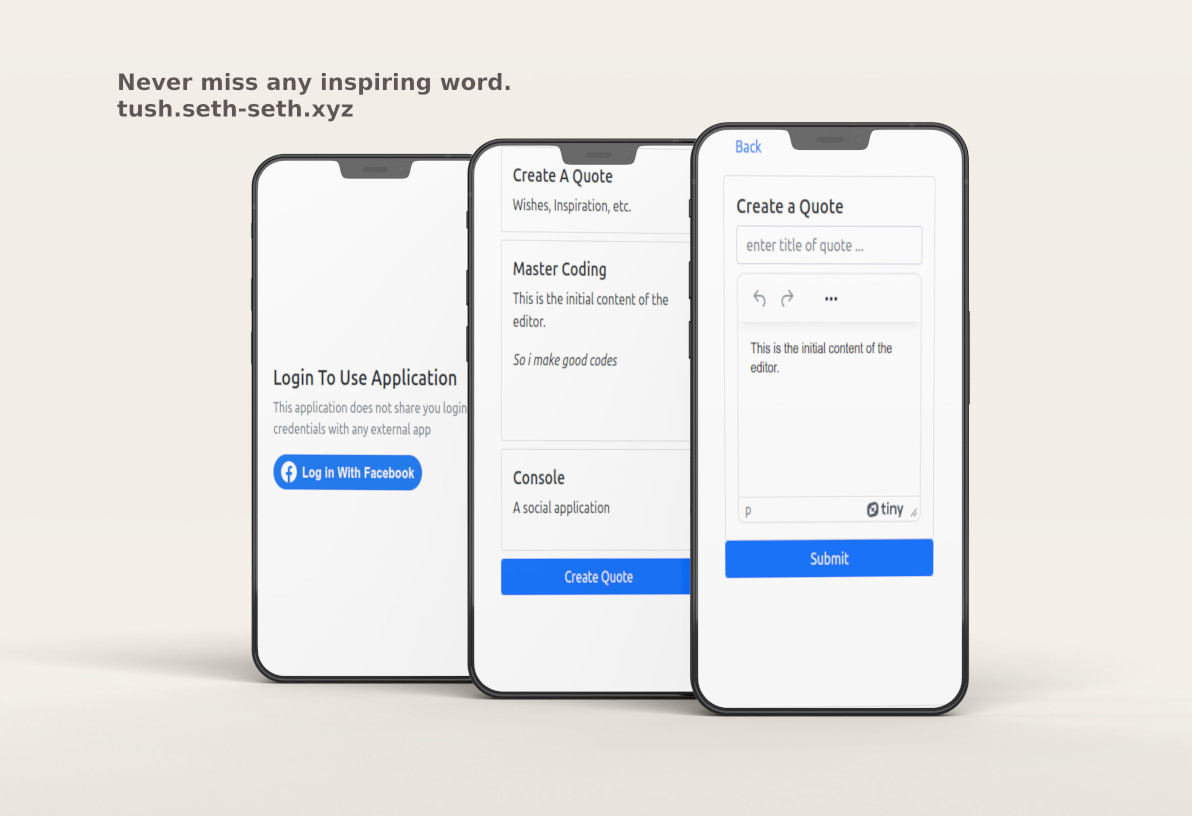 Never miss any inspiring word.
tush.seth-seth.xyz
Login To Use Application
This application does not share you login
credentials with any external app
Log in With Facebook
Create A Quote
Wishes, Inspiration, etc.
Master Coding
This is the initial content of the
editor.
So i make good codes
Console
A social application
Create Quote
Back
Create a Quote
enter title of quote ...
•••
This is the initial content of the
editor.
p
tiny
Submit